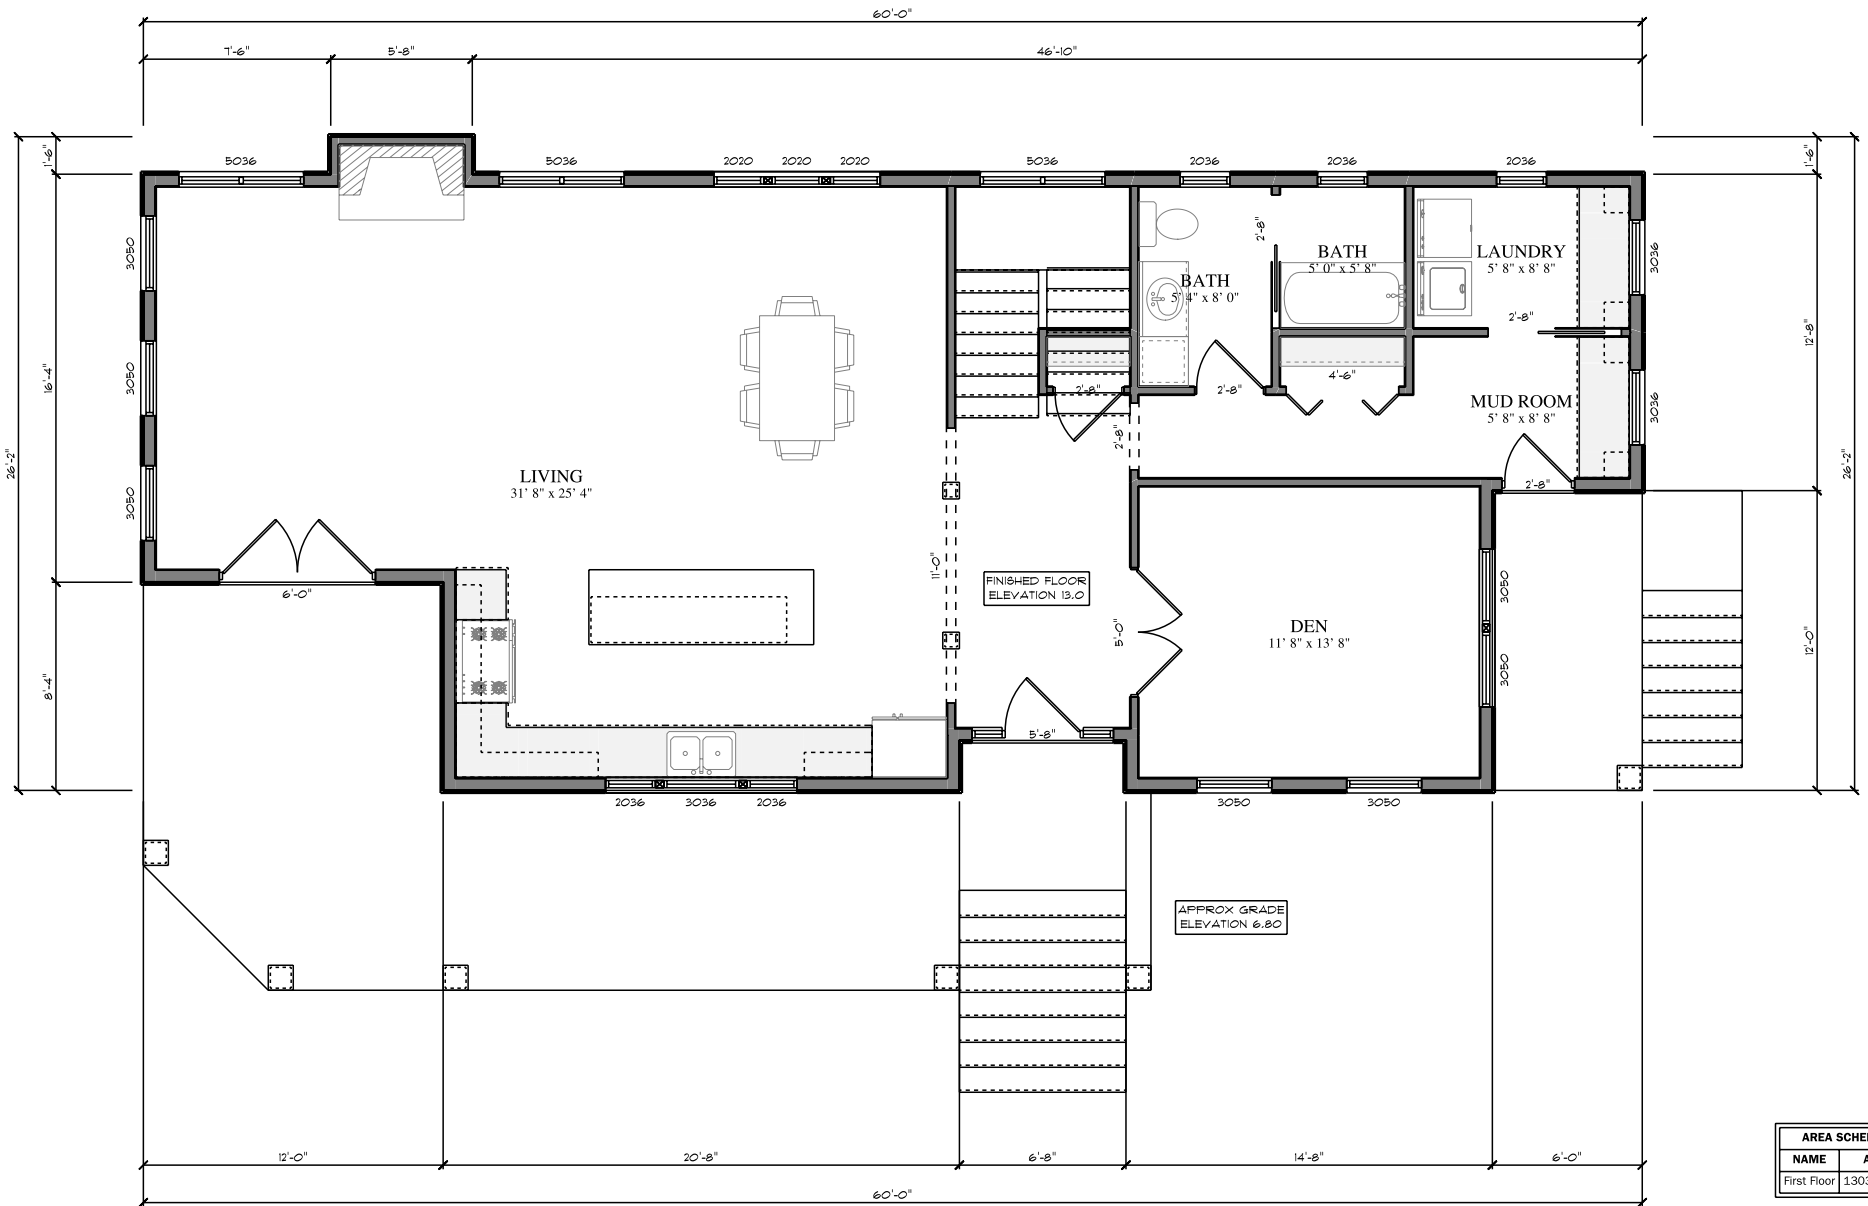 60'-0"
7'-6" 5'-8" 46'-10"
1'-6" 1'-6"
5036 5036 2020 2020 2020 5036 2036 2036 2036
3050 2'-8" BATH LAUNDRY 3036
5' 0" x 5' 8" 5' 8" x 8' 8"
BATH
5' 4" x 8' 0"
2'-8"
12'-8"
16'-4" 3050 2'-8" 2'-8" 4'-6"
MUD ROOM 3036
5' 8" x 8' 8"
2'-8"
26'-2" 26'-2"
LIVING
31' 8" x 25' 4"
2'-8"
3050
11'-0"
FINISHED FLOOR
ELEVATION 13.0
3050
6'-0"
5'-0"
DEN
11' 8" x 13' 8"
12'-0"
3050
8'-4"
5'-8"
2036 3036 2036 3050 3050
APPROX GRADE
ELEVATION 6.80
12'-0" 20'-8" 6'-8" 14'-8" 6'-0"
60'-0"
AREA
NAME
First Floor